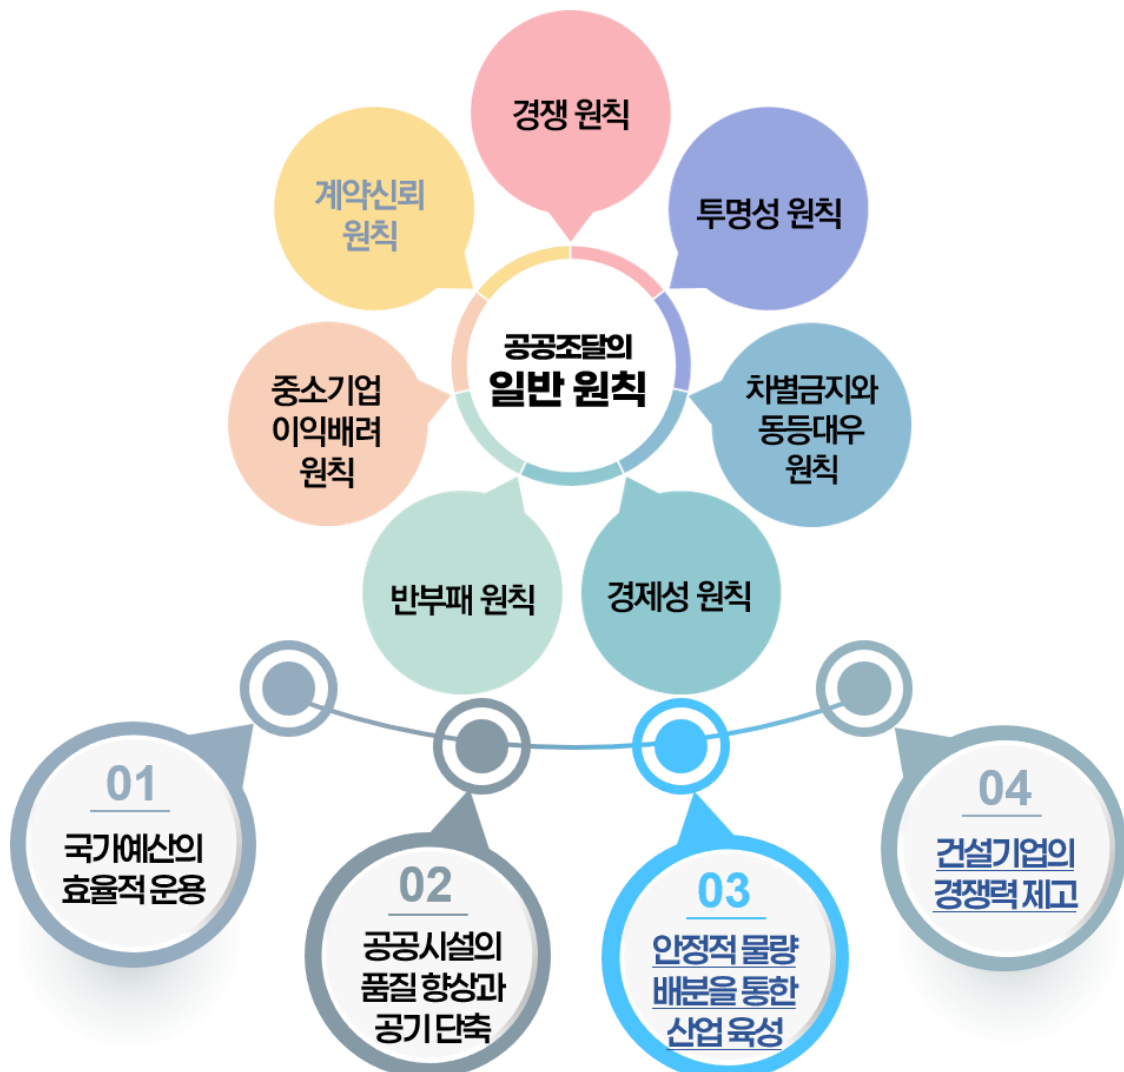 경쟁 원칙
계약신뢰
원칙
투명성 원칙
공공조달의
일반 원칙
중소기업
이익배려
원칙
차별금지와
동등대우
원칙
반부패 원칙
경제성 원칙
01
국가예산의
효율적 운용
02
공공시설의
품질 향상과
공기 단축
03
안정적 물량
배분을 통한
산업 육성
04
건설기업의
경쟁력 제고